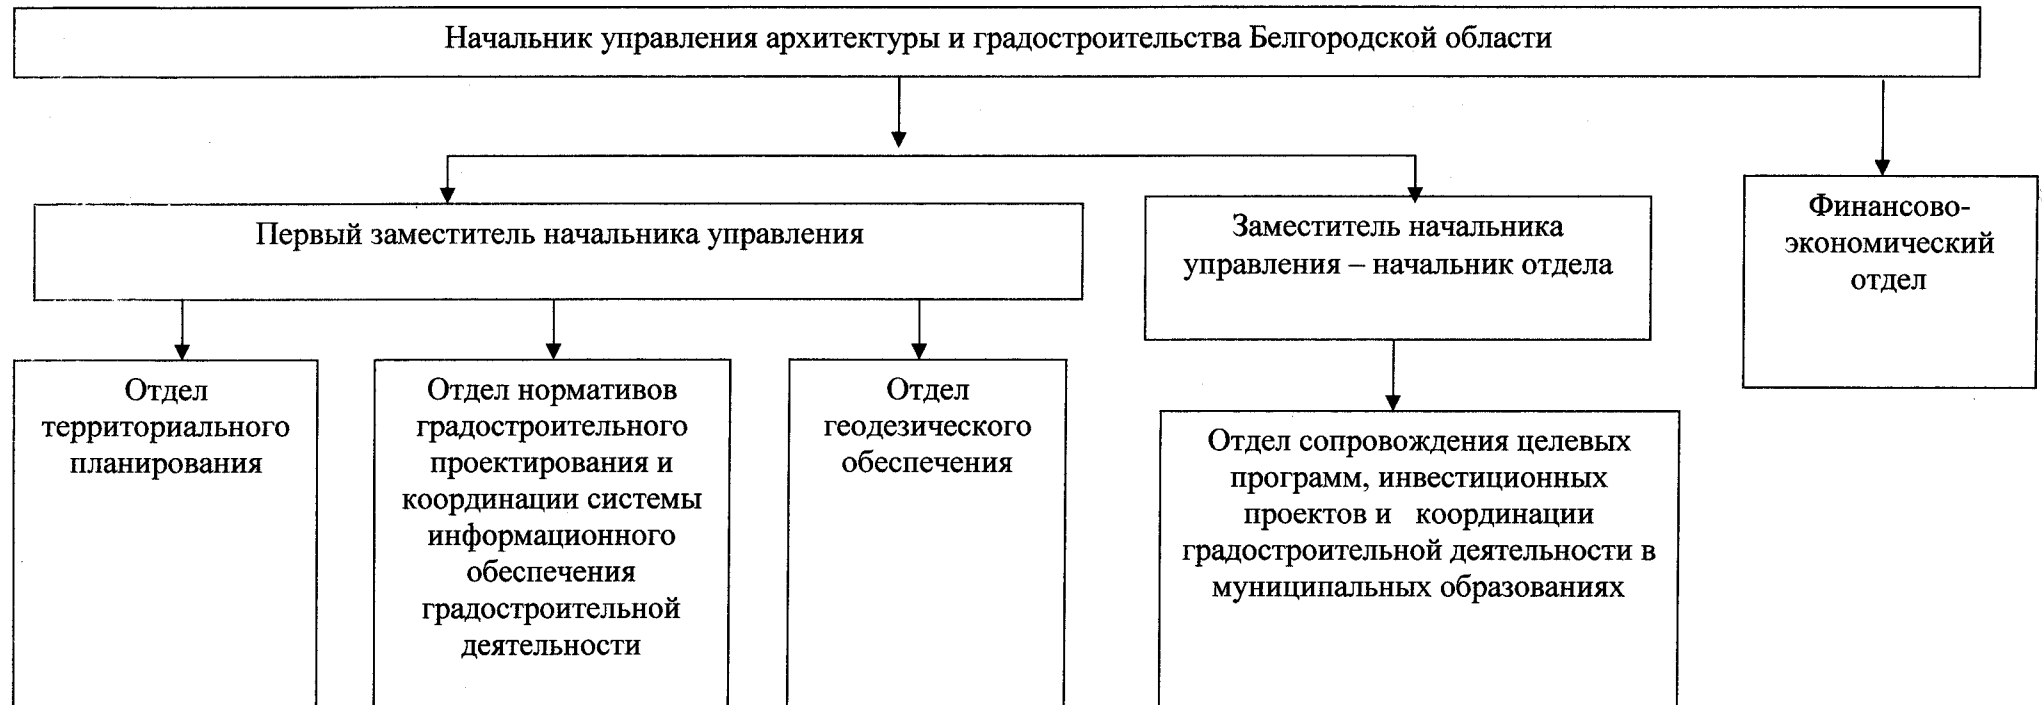 Начальник управления архитектуры и градостроительства Белгородской области
Первый заместитель начальника управления
Заместитель начальника
управления – начальник отдела
Финансово-
экономический
отдел
Отдел
территориального
планирования
Отдел нормативов
градостроительного
проектирования и
координации системы
информационного
обеспечения
градостроительной
деятельности
Отдел
геодезического
обеспечения
Отдел сопровождения целевых
программ, инвестиционных
проектов и координации
градостроительной деятельности в
муниципальных образованиях